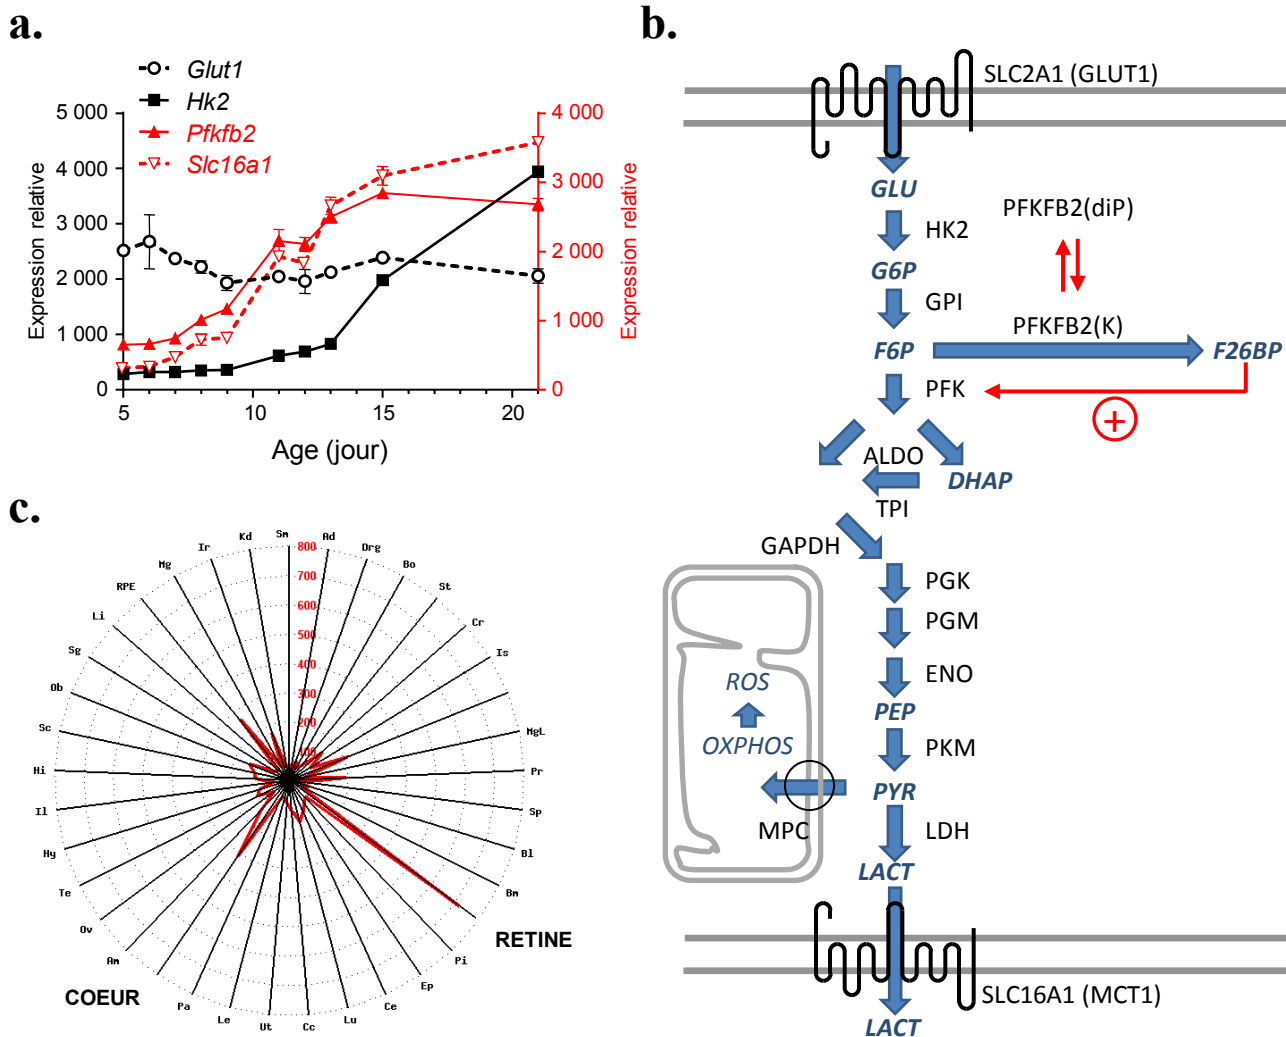 a.
Glut1
Hk2
Pfkfb2
Slc16a1
5 000
4 000
3 000
2 000
1 000
0
Expression relative
4 000
3 000
2 000
1 000
0
Expression relative
5
10
15
20
Age (jour)
b.
SLC2A1 (GLUT1)
GLU
HK2
PFKFB2(diP)
G6P
GPI
PFKFB2(K)
F6P
F26BP
PFK
+
ALDO
DHAP
TPI
GAPDH
PGK
PGM
ENO
ROS
PEP
OXPHOS
PKM
PYR
MPC
LDH
LACT
SLC16A1 (MCT1)
LACT
c.
Sm
Ad
Drg
Bo
St
Cr
Is
MgL
Pr
Sp
Bl
Bm
RETINE
Pi
Ep
Ce
Lu
Cc
Ut
Le
Pa
COEUR
Am
Ov
Te
Hy
Il
Hi
Sc
Ob
Sg
Li
RPE
Mg
Ir
Kd
800
700
600
500
400
300
200
100